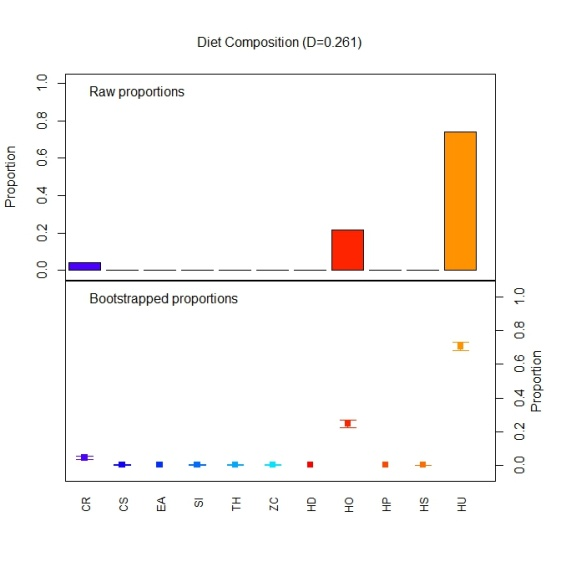 Diet Composition (D=0.261)
Raw proportions
Proportion
1.0
0.8
0.6
0.4
0.2
0.0
Bootstrapped proportions
Proportion
1.0
0.8
0.6
0.4
0.2
0.0
CR CS EA SI TH ZC HD HO HP HS HU